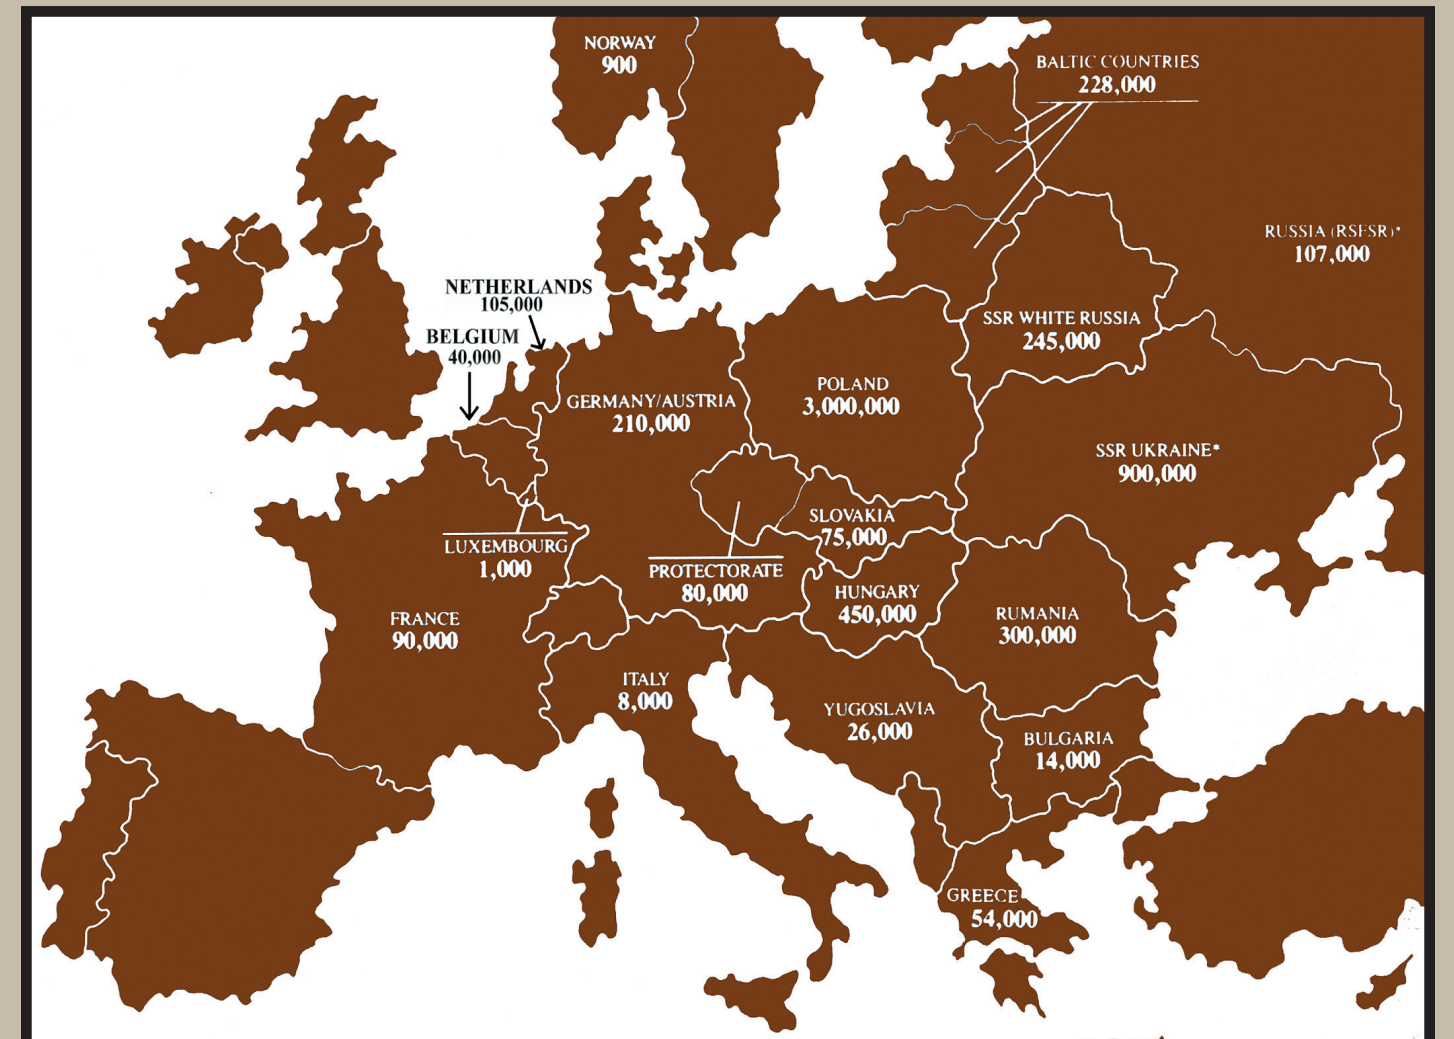 NORWAY
900
BALTIC COUNTRIES
228,000
RUSSIA (RSFSR)*
107,000
NETHERLANDS
105,000
BELGIUM
40,000
SSR WHITE RUSSIA
245,000
POLAND
3,000,000
GERMANY/AUSTRIA
210,000
SSR UKRAINE*
900,000
SLOVAKIA
75,000
LUXEMBOURG
1,000
PROTECTORATE
80,000
HUNGARY
450,000
FRANCE
90,000
RUMANIA
300,000
ITALY
8,000
YUGOSLAVIA
26,000
BULGARIA
14,000
GREECE
54,000